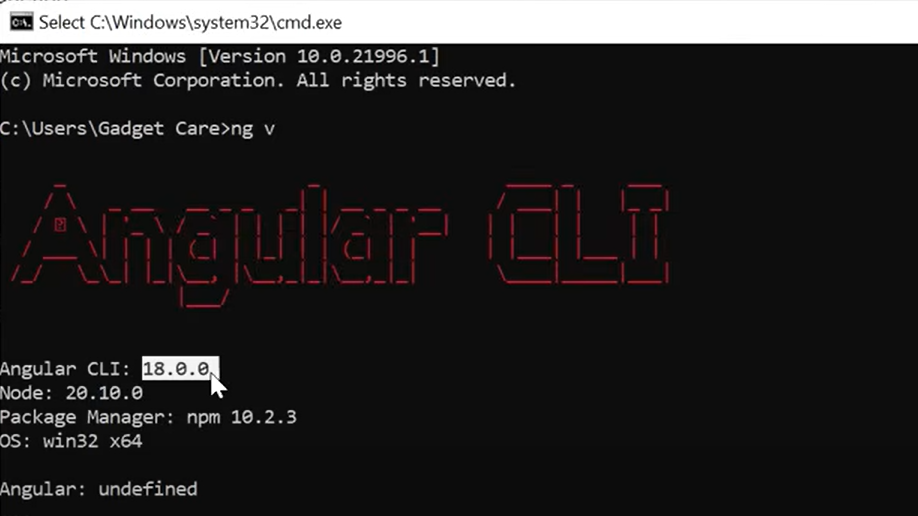 Select C:\Windows\system32\cmd.exe
Microsoft Windows [Version 10.0.21996.1]
(c) Microsoft Corporation. All rights reserved.
C:\Users\Gadget Care>ng v
Angular CLI
Angular CLI: 18.0.0
Node: 20.10.0
Package Manager: npm 10.2.3
OS: win32 x64
Angular: undefined